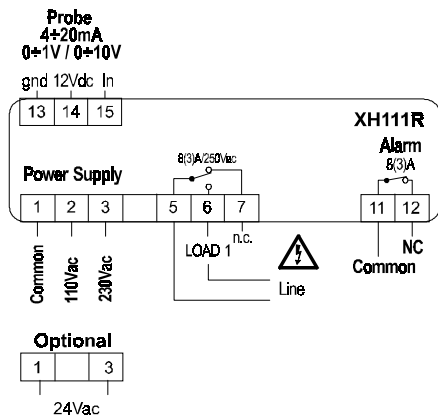 Probe
4÷20mA
0÷1V / 0÷10V
gnd 12Vdc In
13 14 15
XH111R
Alarm
8(3)A
8(3)A/250Vac
Power Supply
1 2 3 5 6 7 11 12
Common
110Vac
230Vac
LOAD 1
n.c.
Line
NC
Common
Optional
1 3
24Vac